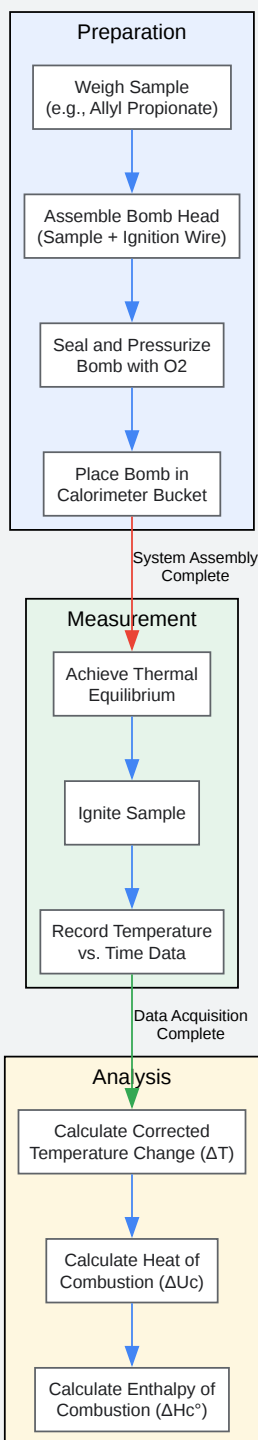 Preparation
Weigh Sample
(e.g., Allyl Propionate)
Assemble Bomb Head
(Sample + Ignition Wire)
Seal and Pressurize
Bomb with O2
Place Bomb in
Calorimeter Bucket
System Assembly
Complete
Measurement
Achieve Thermal
Equilibrium
Ignite Sample
Record Temperature
vs. Time Data
Data Acquisition
Complete
Analysis
Calculate Corrected
Temperature Change (ΔT)
Calculate Heat of
Combustion (ΔUc)
Calculate Enthalpy of
Combustion (ΔHc°)